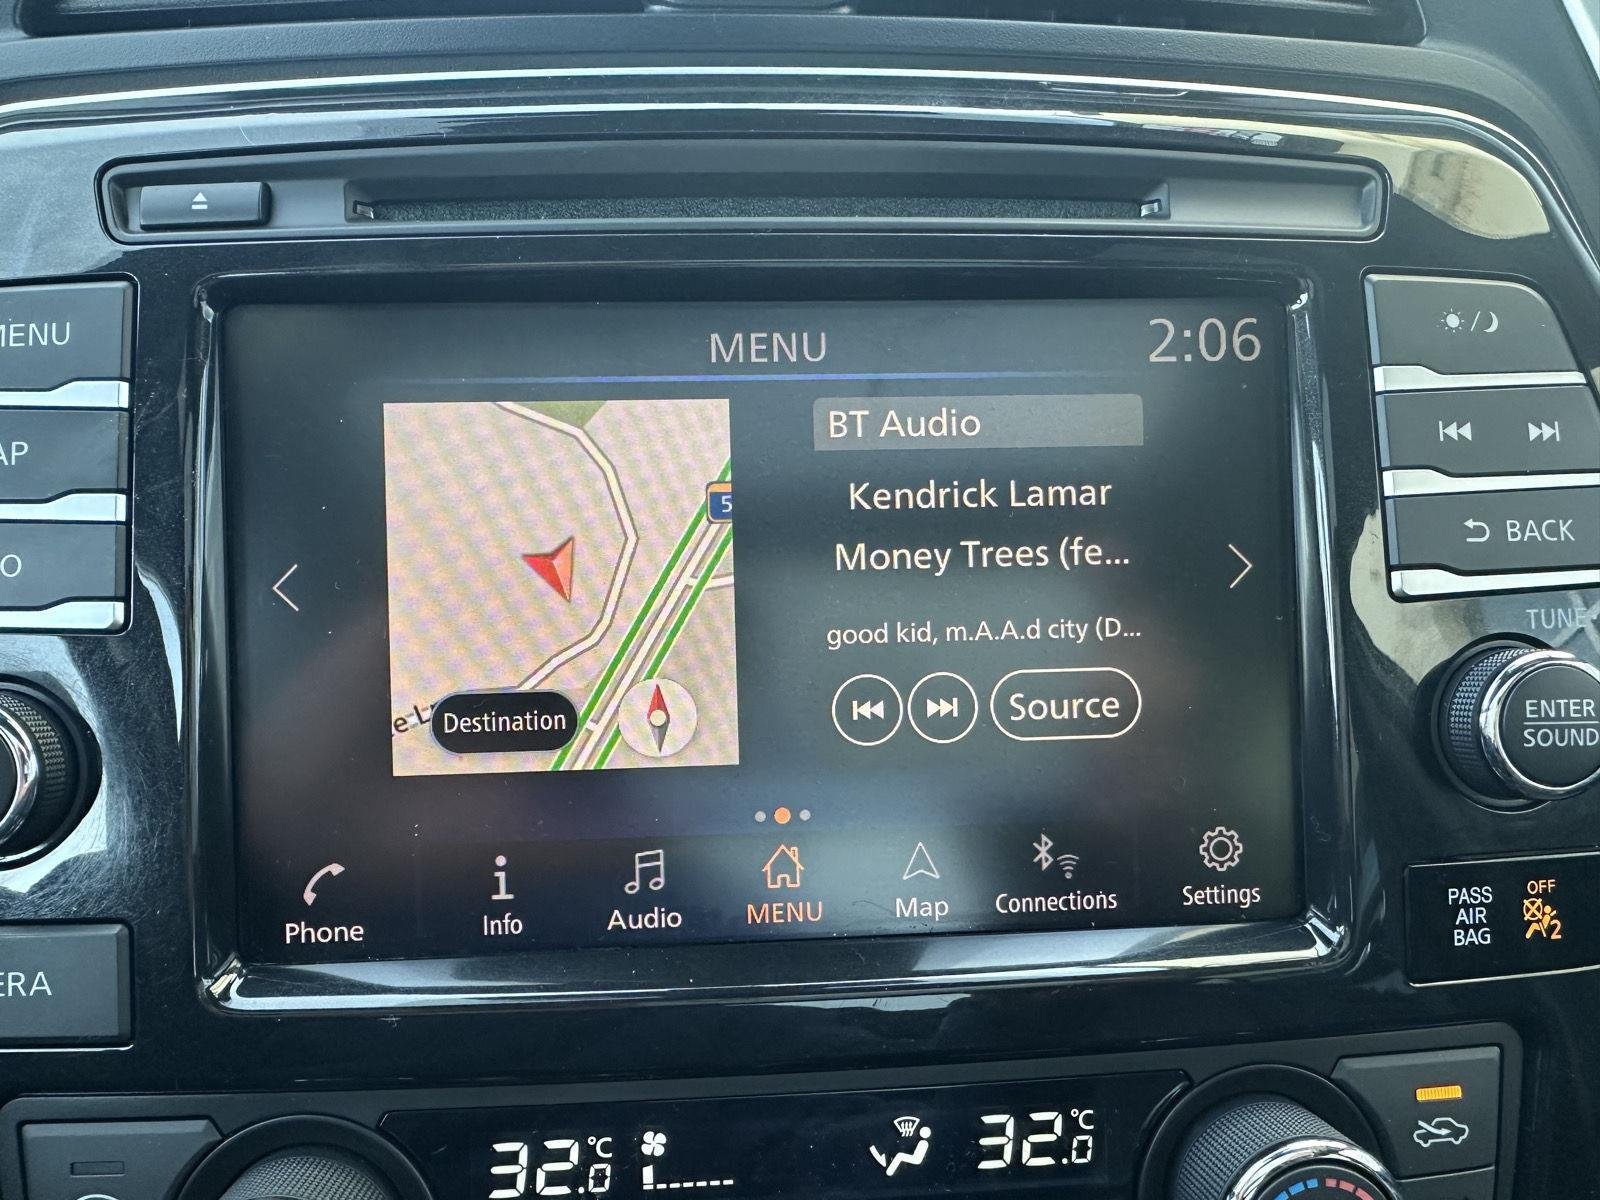 MENU
2:06
MENU
AP
O
ERA
5
e-L
Destination
BT Audio
Kendrick Lamar
Money Trees (fe...
good kid, m.A.A.d city (D...
Source
Phone
Info
Audio
MENU
Map
Connections
Settings
BACK
TUNE
ENTER
SOUND
PASS
AIR
BAG
OFF
2
32.0 °C
32.0 °C